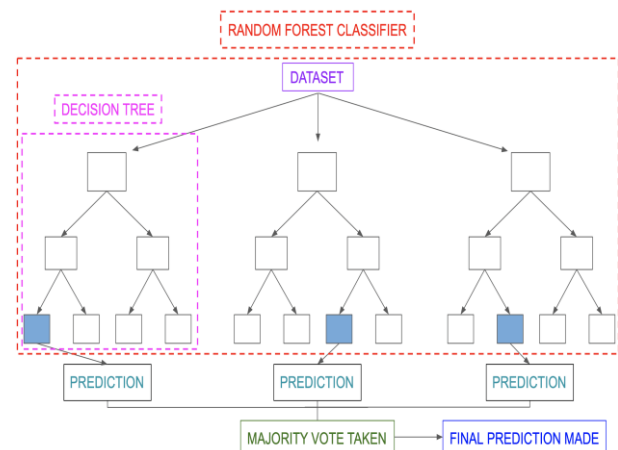 RANDOM FOREST CLASSIFIER
DATASET
DECISION TREE
PREDICTION
PREDICTION
PREDICTION
MAJORITY VOTE TAKEN
FINAL PREDICTION MADE